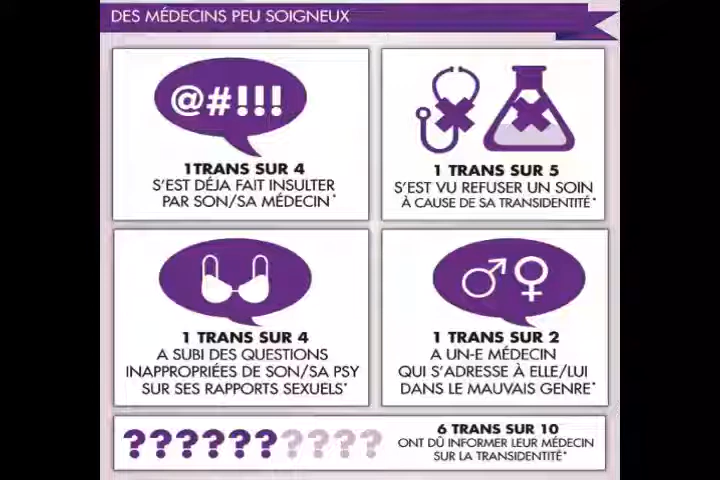 DES MÉDECINS PEU SOIGNEUX
@#!!!
1TRANS SUR 4
S'EST DÉJA FAIT INSULTER
PAR SON/SA MÉDECIN*
1 TRANS SUR 5
S'EST VU REFUSER UN SOIN
À CAUSE DE SA TRANSIDENTITÉ*
1 TRANS SUR 4
A SUBI DES QUESTIONS
INAPPROPRIÉES DE SON/SA PSY
SUR SES RAPPORTS SEXUELS*
1 TRANS SUR 2
A UN-E MÉDECIN
QUI S'ADRESSE À ELLE/LUI
DANS LE MAUVAIS GENRE*
??????????
6 TRANS SUR 10
ONT DÛ INFORMER LEUR MÉDECIN
SUR LA TRANSIDENTITÉ*